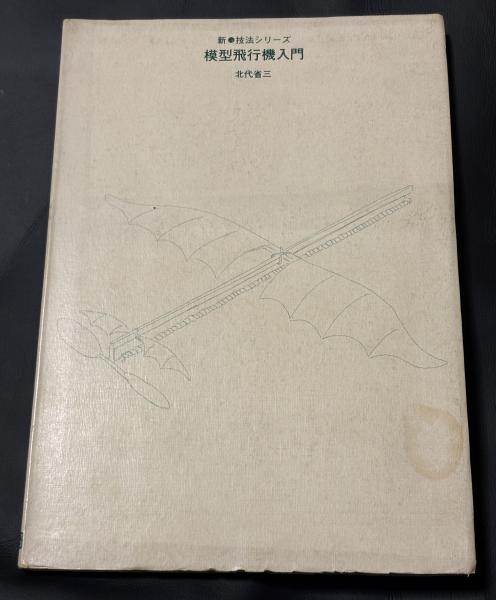 新●技法シリーズ
模型飛行機入門
北代省三